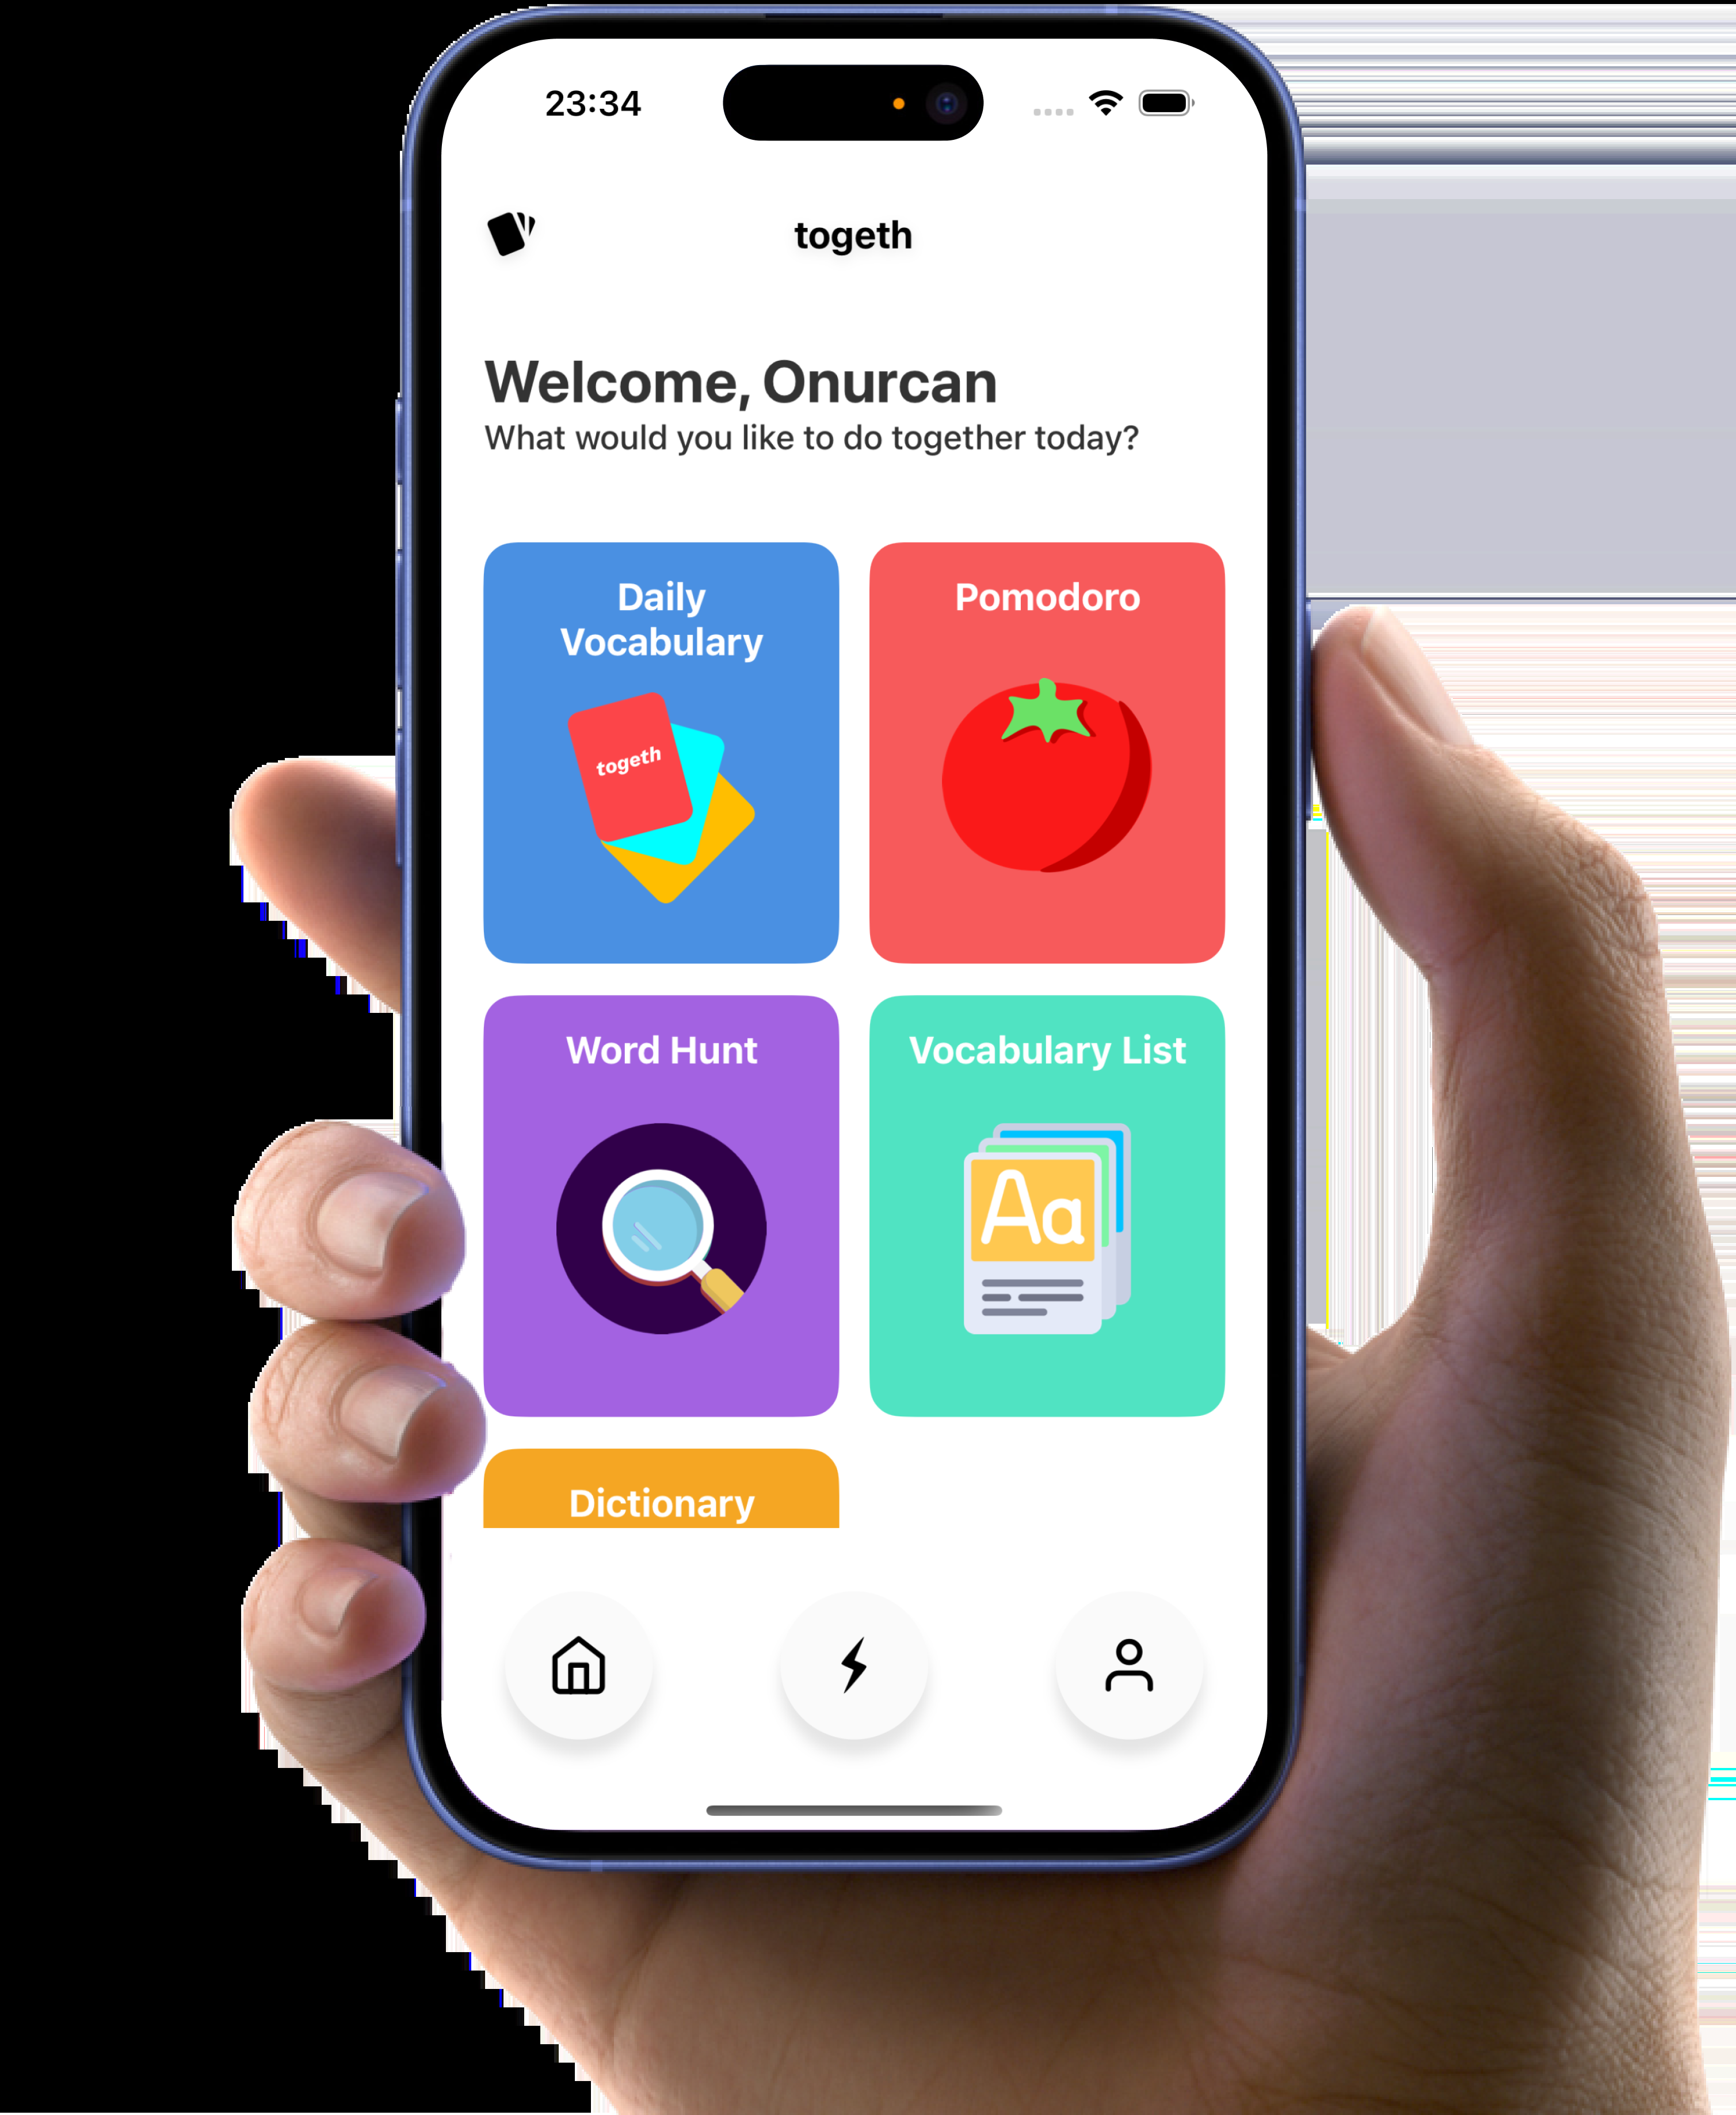 23:34
togeth
Welcome, Onurcan
What would you like to do together today?
Daily
Vocabulary
togeth
Pomodoro
Word Hunt
Vocabulary List
Aa
Dictionary